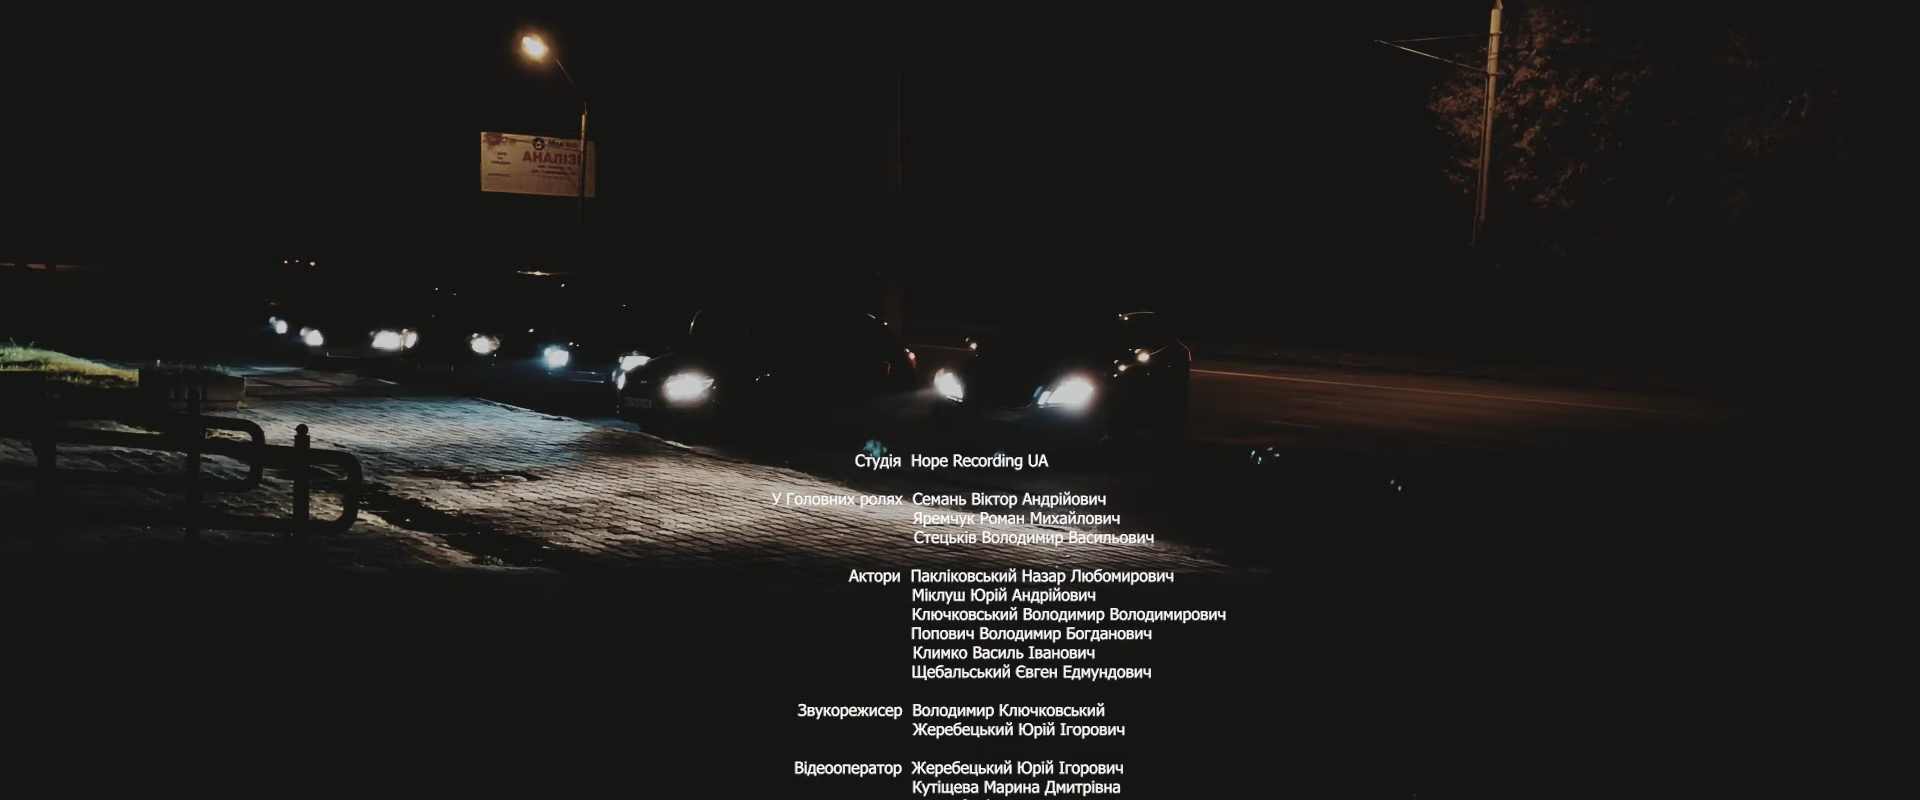 АНАЛІЗ
Студія Hope Recording UA
У Головних ролях Семань Віктор Андрійович
Яремчук Роман Михайлович
Стецьків Володимир Васильович
Актори Пакліковський Назар Любомирович
Міклуш Юрій Андрійович
Ключковський Володимир Володимирович
Попович Володимир Богданович
Климко Василь Іванович
Щебальський Євген Едмундович
Звукорежисер Володимир Ключковський
Жеребецький Юрій Ігорович
Відеооператор Жеребецький Юрій Ігорович
Кутіщева Марина Дмитрівна